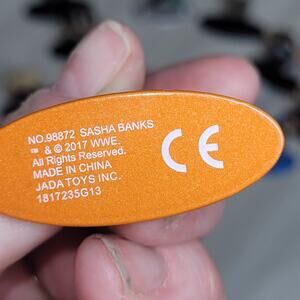 NO.98872 SASHA BANKS
™ & © 2017 WWE.
All Rights Reserved.
MADE IN CHINA
JADA TOYS INC.
1817235G13
CE